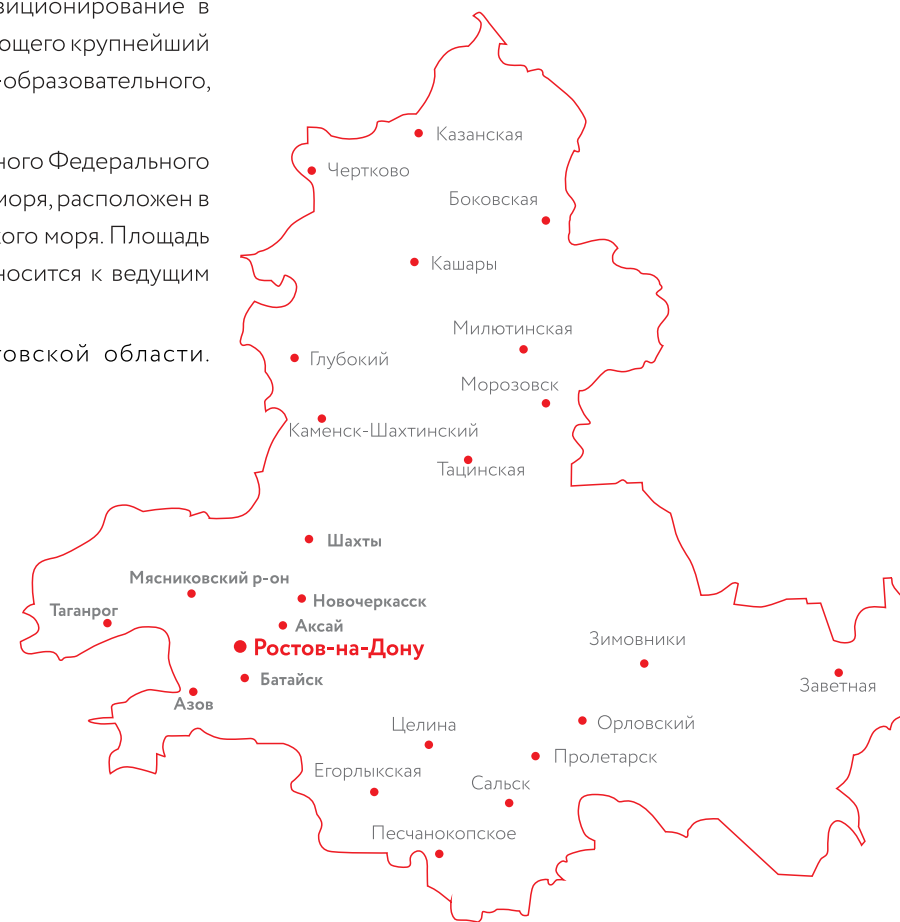 зиционирование в
ющего крупнейший
-образовательного,
ного Федерального
моря, расположен в
кого моря. Площадь
носится к ведущим
товской области.
Казанская
Чертково
Боковская
Кашары
Милютинская
Глубокий
Морозовск
Каменск-Шахтинский
Тацинская
Шахты
Мясниковский р-он
Новочеркасск
Таганрог
Аксай
Ростов-на-Дону
Зимовники
Батайск
Заветная
Азов
Целина
Орловский
Пролетарск
Егорлыкская
Сальск
Песчанокопское